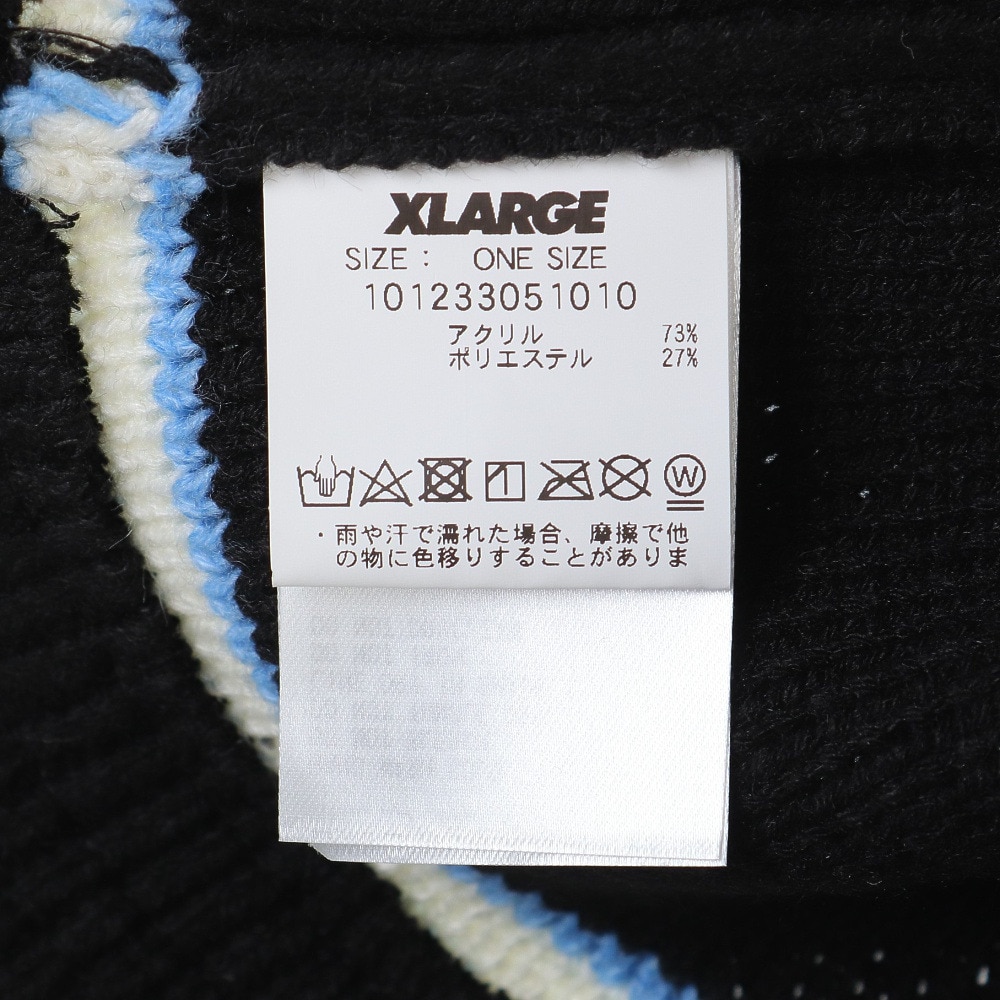 XLARGE
SIZE : ONE SIZE
101233051010
アクリル 73%
ポリエステル 27%
W
・雨や汗で濡れた場合、摩擦で他
の物に色移りすることがありま